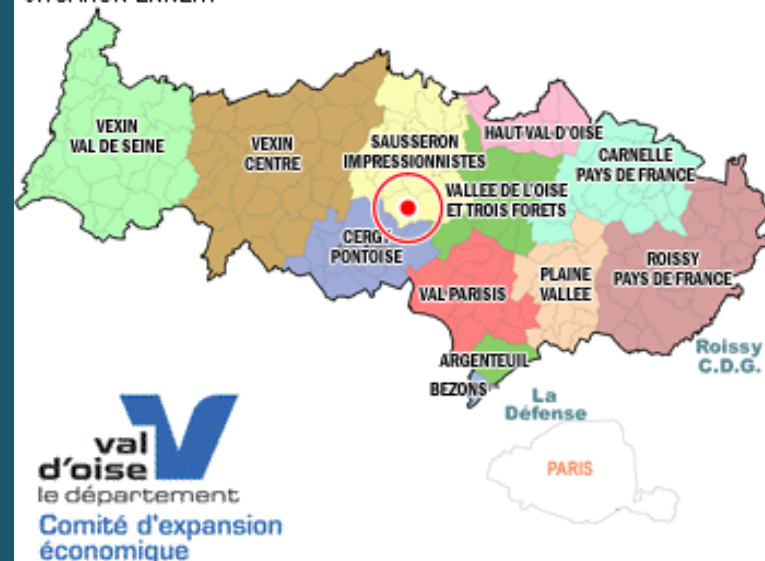 VEXIN
VAL DE SEINE
VEXIN
CENTRE
SAUSSERON
IMPRESSIONNISTES
HAUT VAL-D'OISE
CARNELLE
PAYS DE FRANCE
VALLEE DE L'OISE
ET TROIS FORETS
CERGY
PONTOISE
ROISSY
PAYS DE FRANCE
VAL PARISIS
PLAINE
VALLEE
ARGENTEUIL
BEZONS
Roissy
C.D.G.
La
Défense
PARIS
val
d'oise
le département
Comité d'expansion
économique